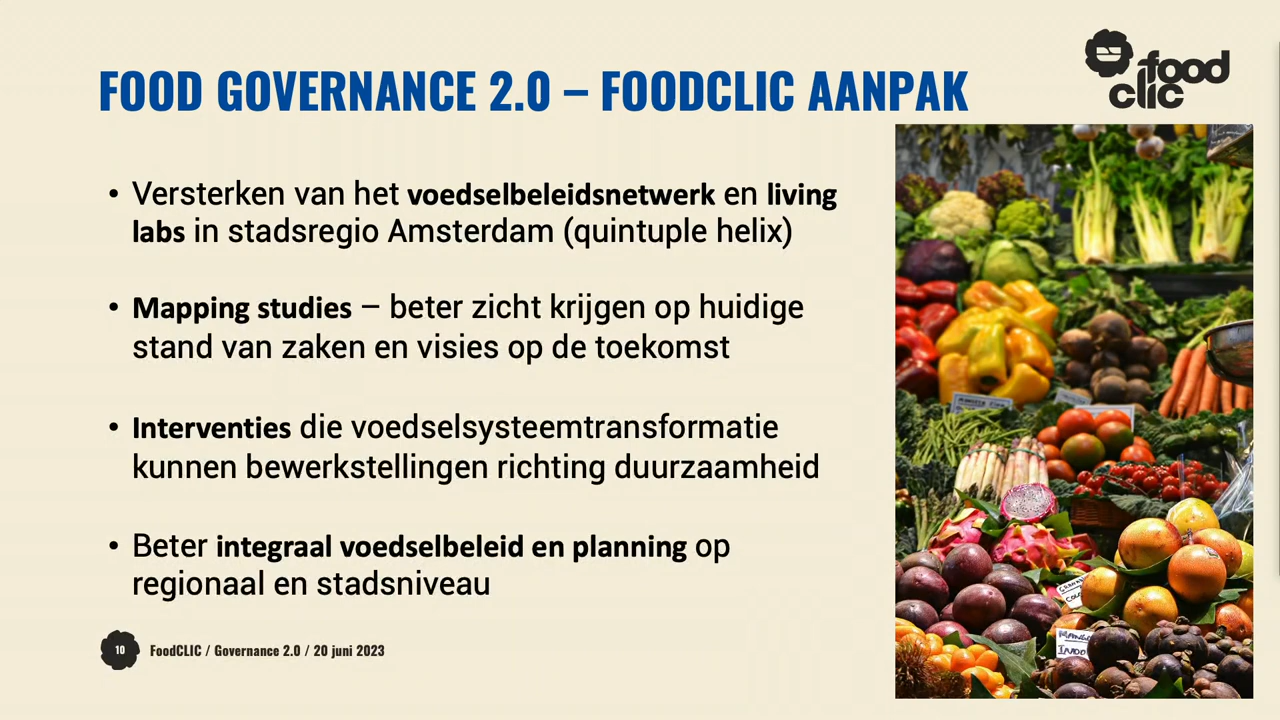 food
clic
FOOD GOVERNANCE 2.0 – FOODCLIC AANPAK
• Versterken van het voedselbeleidsnetwerk en living
labs in stadsregio Amsterdam (quintuple helix)
• Mapping studies – beter zicht krijgen op huidige
stand van zaken en visies op de toekomst
• Interventies die voedselsysteemtransformatie
kunnen bewerkstellingen richting duurzaamheid
• Beter integraal voedselbeleid en planning op
regionaal en stadsniveau
10 FoodCLIC / Governance 2.0 / 20 juni 2023